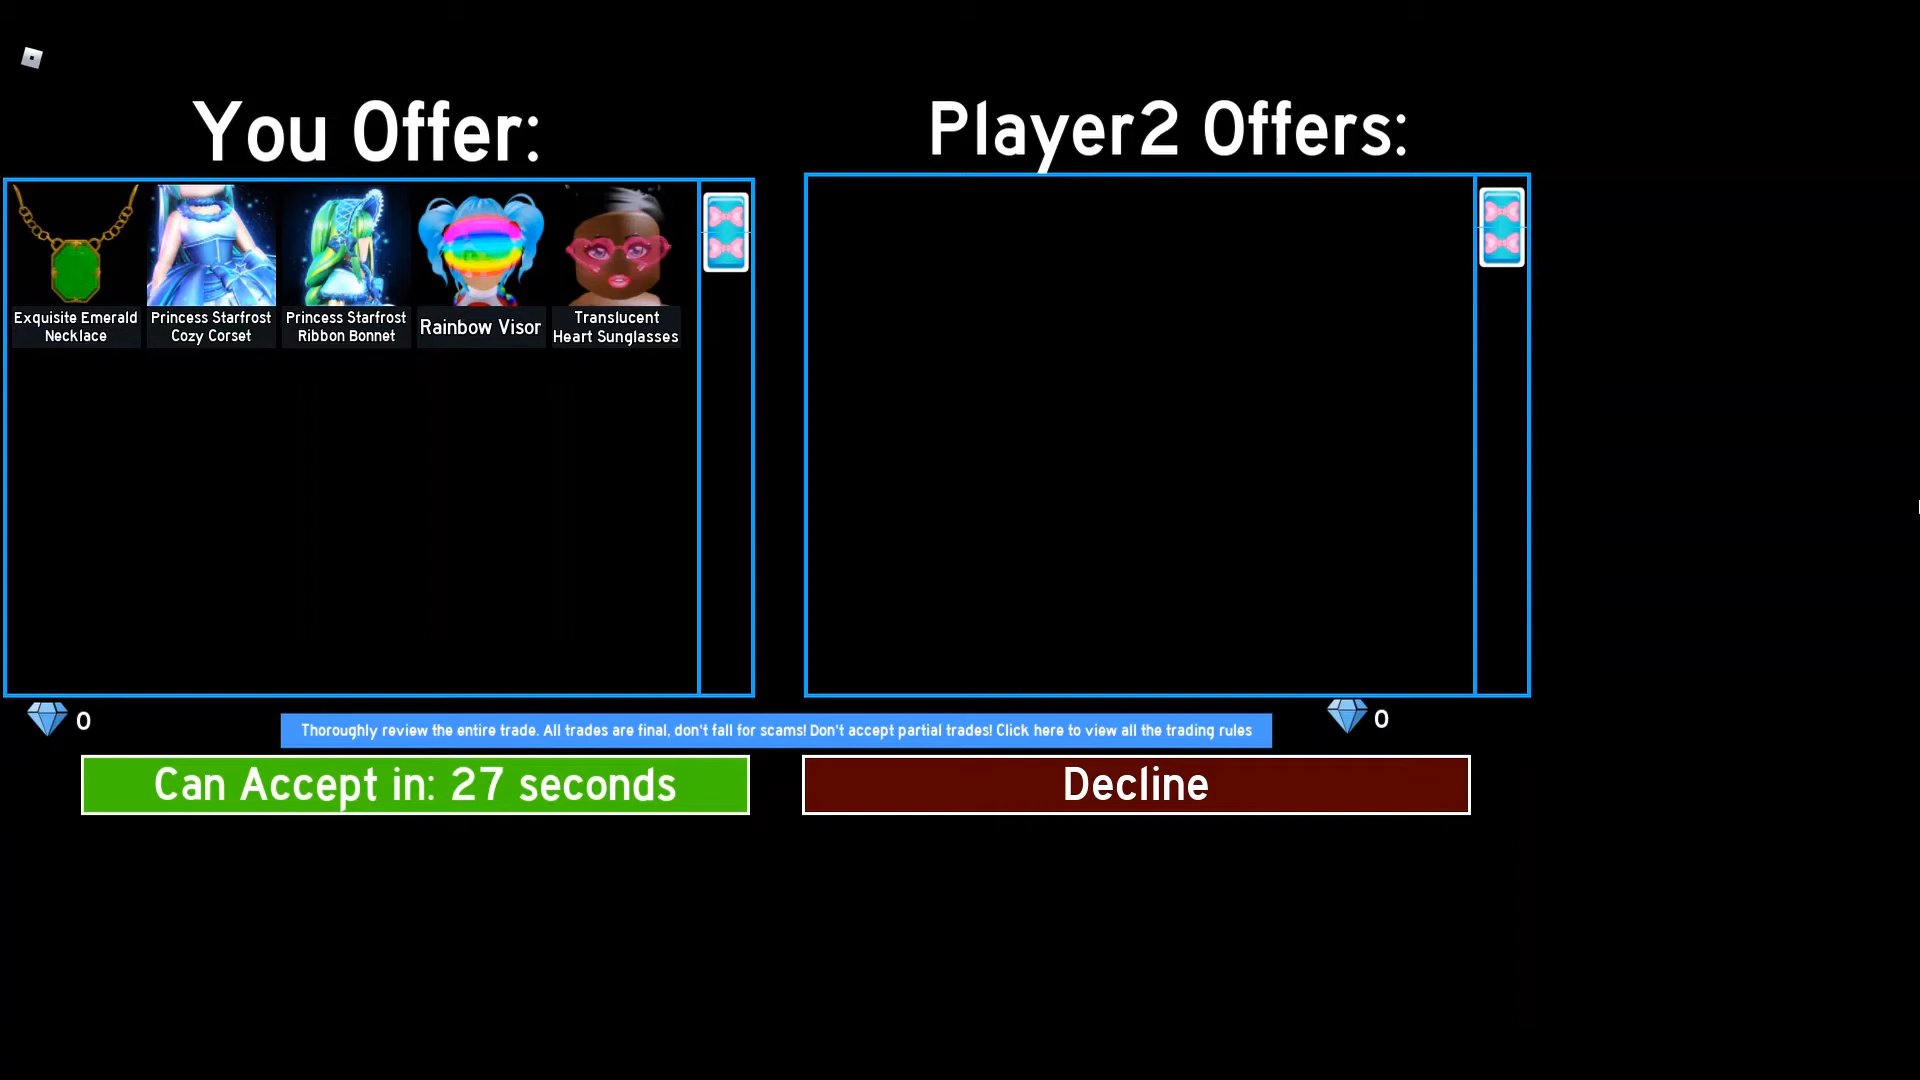 You Offer:
Player2 Offers:
Exquisite Emerald
Necklace
Princess Starfrost
Cozy Corset
Princess Starfrost
Ribbon Bonnet
Rainbow Visor
Translucent
Heart Sunglasses
0
0
Thoroughly review the entire trade. All trades are final, don't fall for scams! Don't accept partial trades! Click here to view all the trading rules
Can Accept in: 27 seconds
Decline